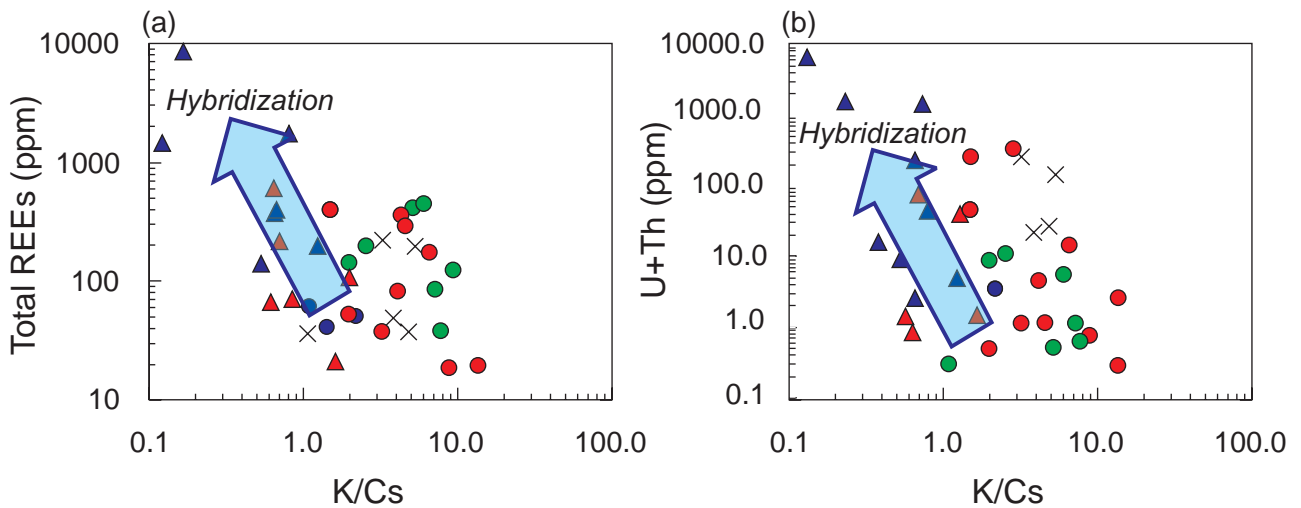 (a)
10000
1000
100
10
Total REEs (ppm)
Hybridization
0.1 1.0 10.0 100.0
K/Cs
(b)
10000.0
1000.0
100.0
10.0
1.0
0.1
U+Th (ppm)
Hybridization
0.1 1.0 10.0 100.0
K/Cs